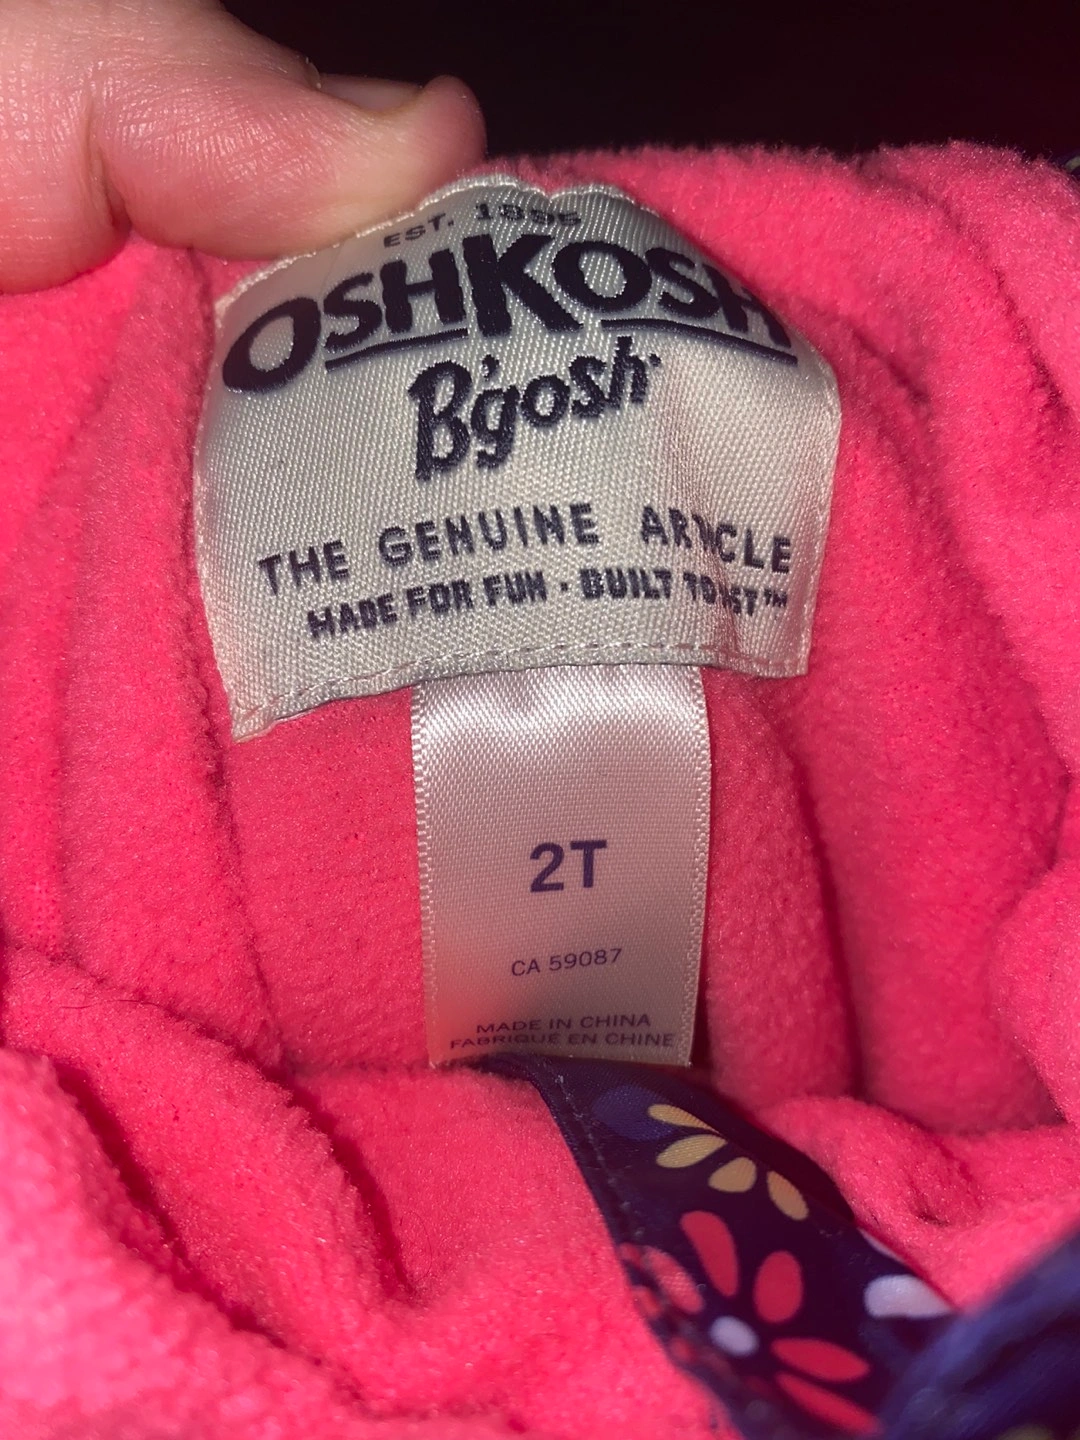 EST. 1895
OSHKOSH
B'gosh
THE GENUINE ARTICLE
MADE FOR FUN · BUILT TO LAST™
2T
CA 59087
MADE IN CHINA
FABRIQUÉ EN CHINE